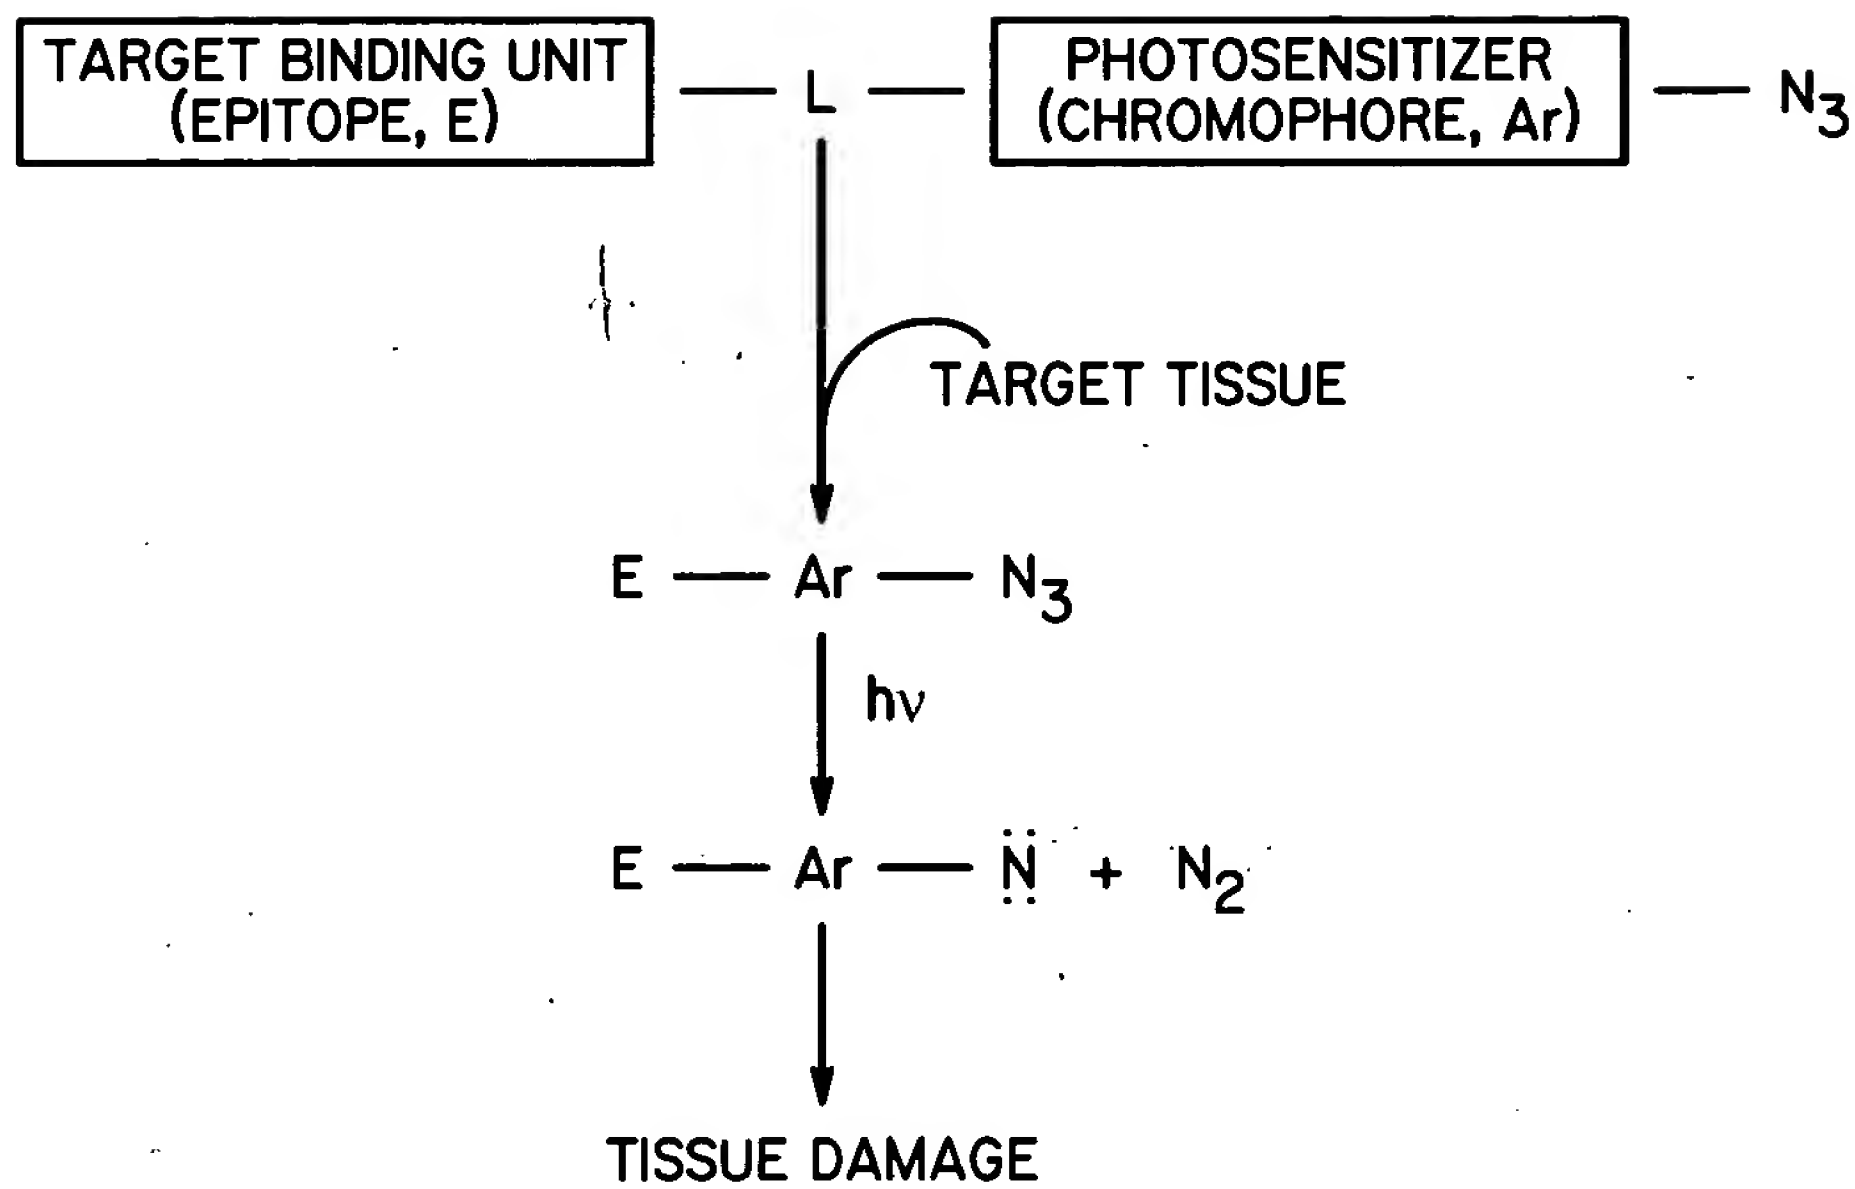 TARGET BINDING UNIT
(EPITOPE, E)
— L —
PHOTOSENSITIZER
(CHROMOPHORE, Ar)
— N₃
TARGET TISSUE
E — Ar — N₃
hν
E — Ar — N̤̈ + N₂
TISSUE DAMAGE